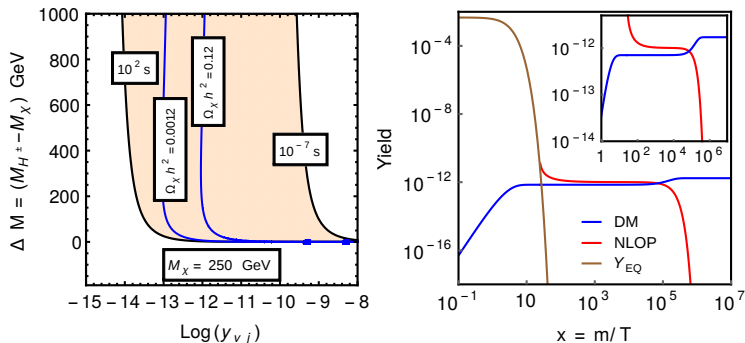 Δ M = (M_{H^±} − M_χ) GeV
1000
800
600
400
200
0
10^2 s
Ω_χ h^2 = 0.0012
Ω_χ h^2 = 0.12
10^{-7} s
M_χ = 250 GeV
−15 −14 −13 −12 −11 −10 −9 −8
Log(y_{ν j})
Yield
10^{-4}
10^{-8}
10^{-12}
10^{-16}
10^{-12}
10^{-13}
10^{-14}
1 10^2 10^4 10^6
DM
NLOP
Y_{EQ}
10^{-1} 10 10^3 10^5 10^7
x = m/T